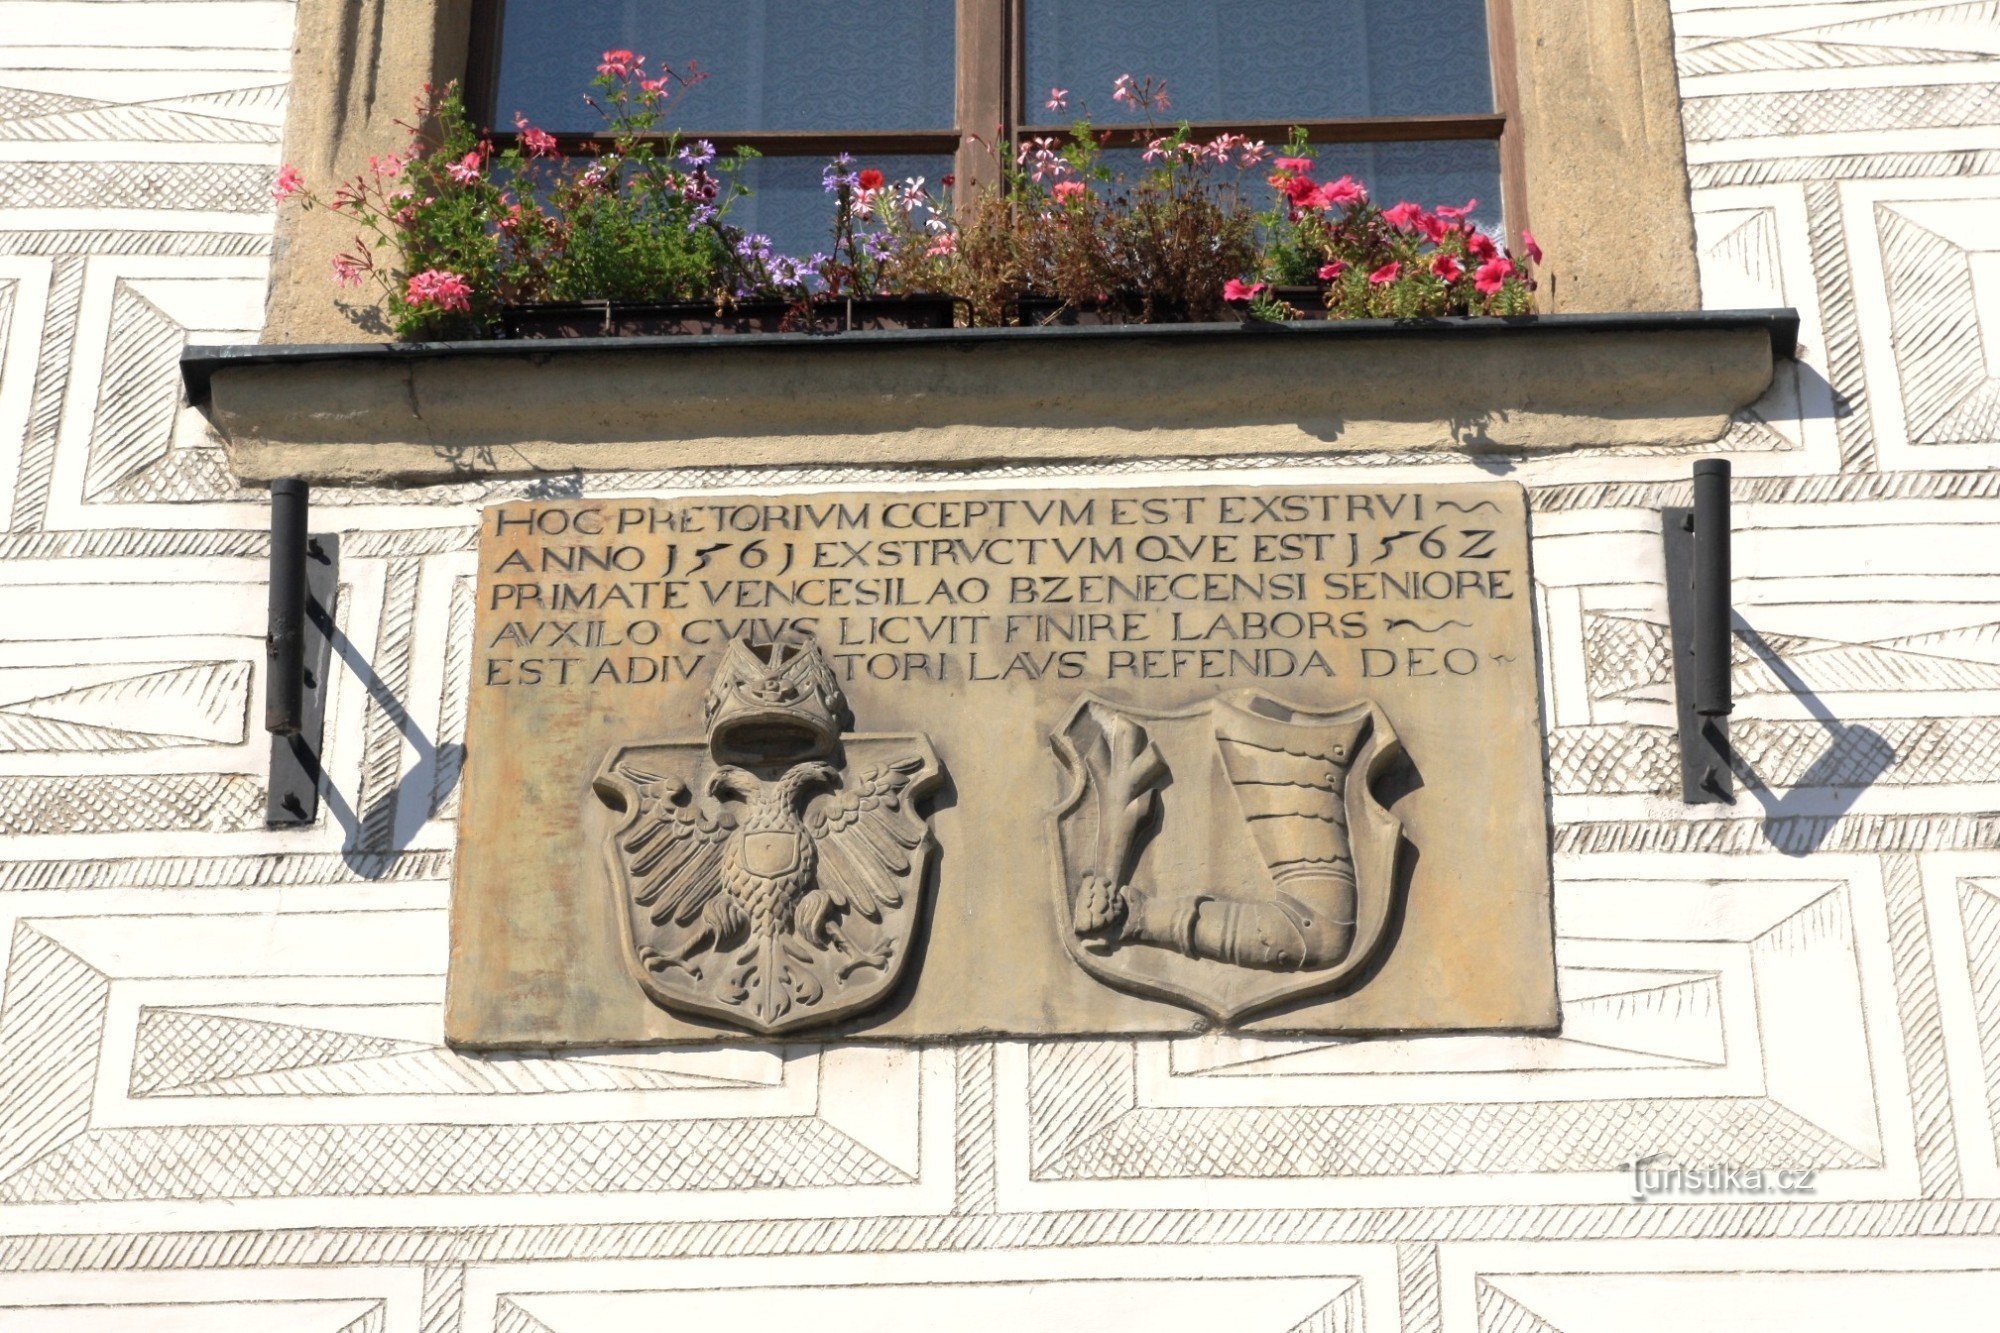 HOC PRETORIVM CCEPTVM EST EXSTRVI
ANNO 1561 EXSTRVCTVM QVE EST 1562
PRIMATE VENCESILAO BZENECENSI SENIORE
AVXILO CVIVS LICVIT FINIRE LABORS
EST ADIV TORI LAVS REFENDA DEO
Turistika.cz